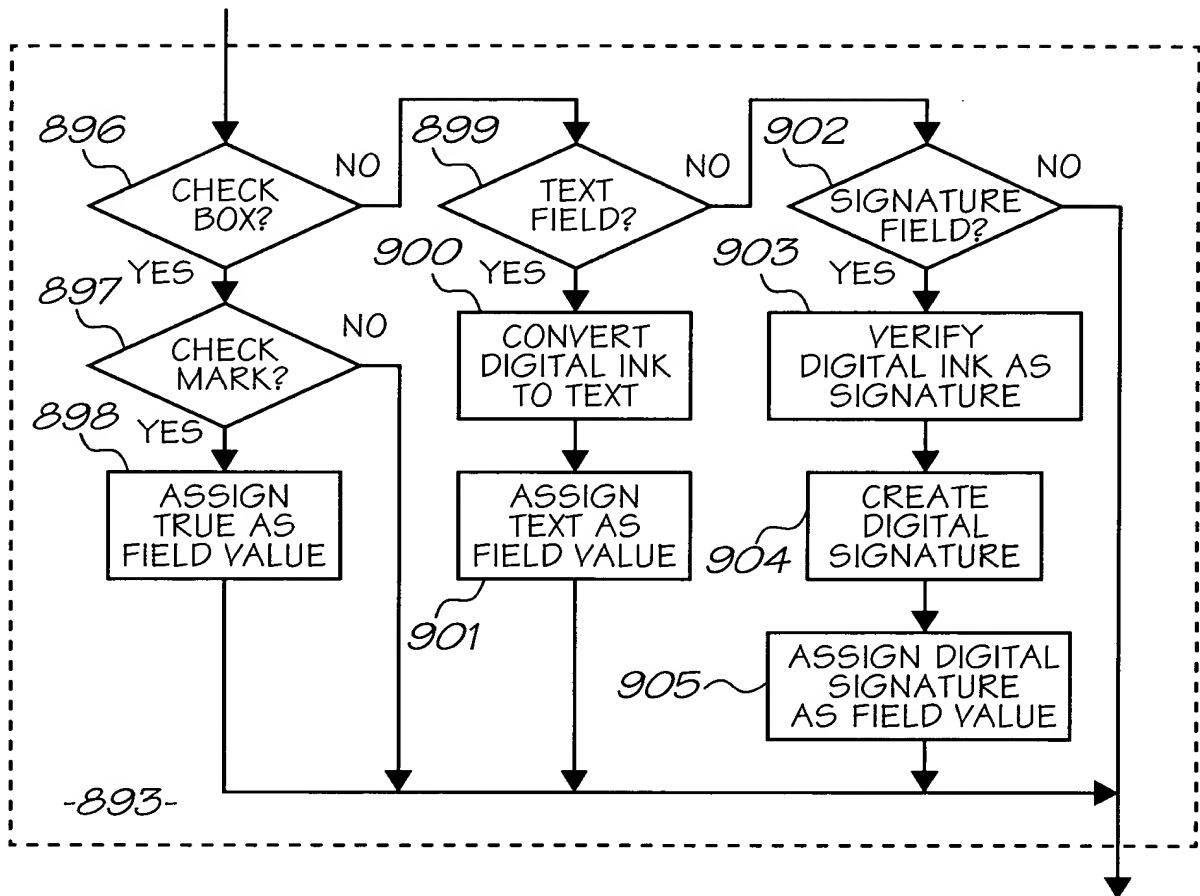 896
CHECK
BOX?
NO
YES
897
CHECK
MARK?
NO
YES
898
ASSIGN
TRUE AS
FIELD VALUE
899
TEXT
FIELD?
NO
YES
900
CONVERT
DIGITAL INK
TO TEXT
ASSIGN
TEXT AS
FIELD VALUE
901
902
SIGNATURE
FIELD?
NO
YES
903
VERIFY
DIGITAL INK AS
SIGNATURE
CREATE
DIGITAL
SIGNATURE
904
ASSIGN DIGITAL
SIGNATURE
AS FIELD VALUE
905
-893-